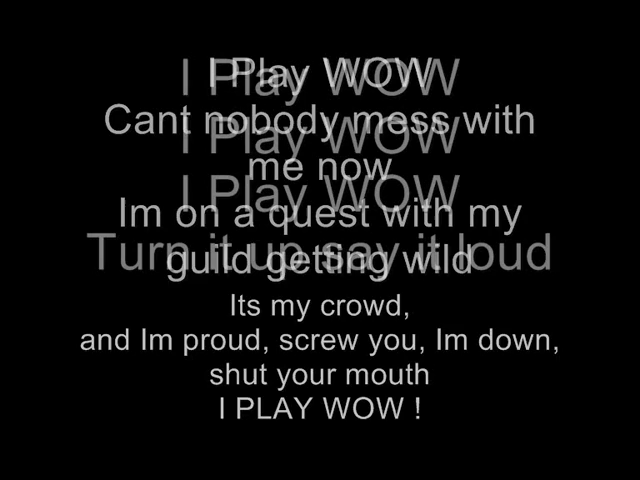 I Play WOW
I Play WOW
Cant nobody mess with
I Play WOW
me now
I Play WOW
Im on a quest with my
Turn it up say it loud
guild getting wild
Its my crowd,
and Im proud, screw you, Im down,
shut your mouth
I PLAY WOW !